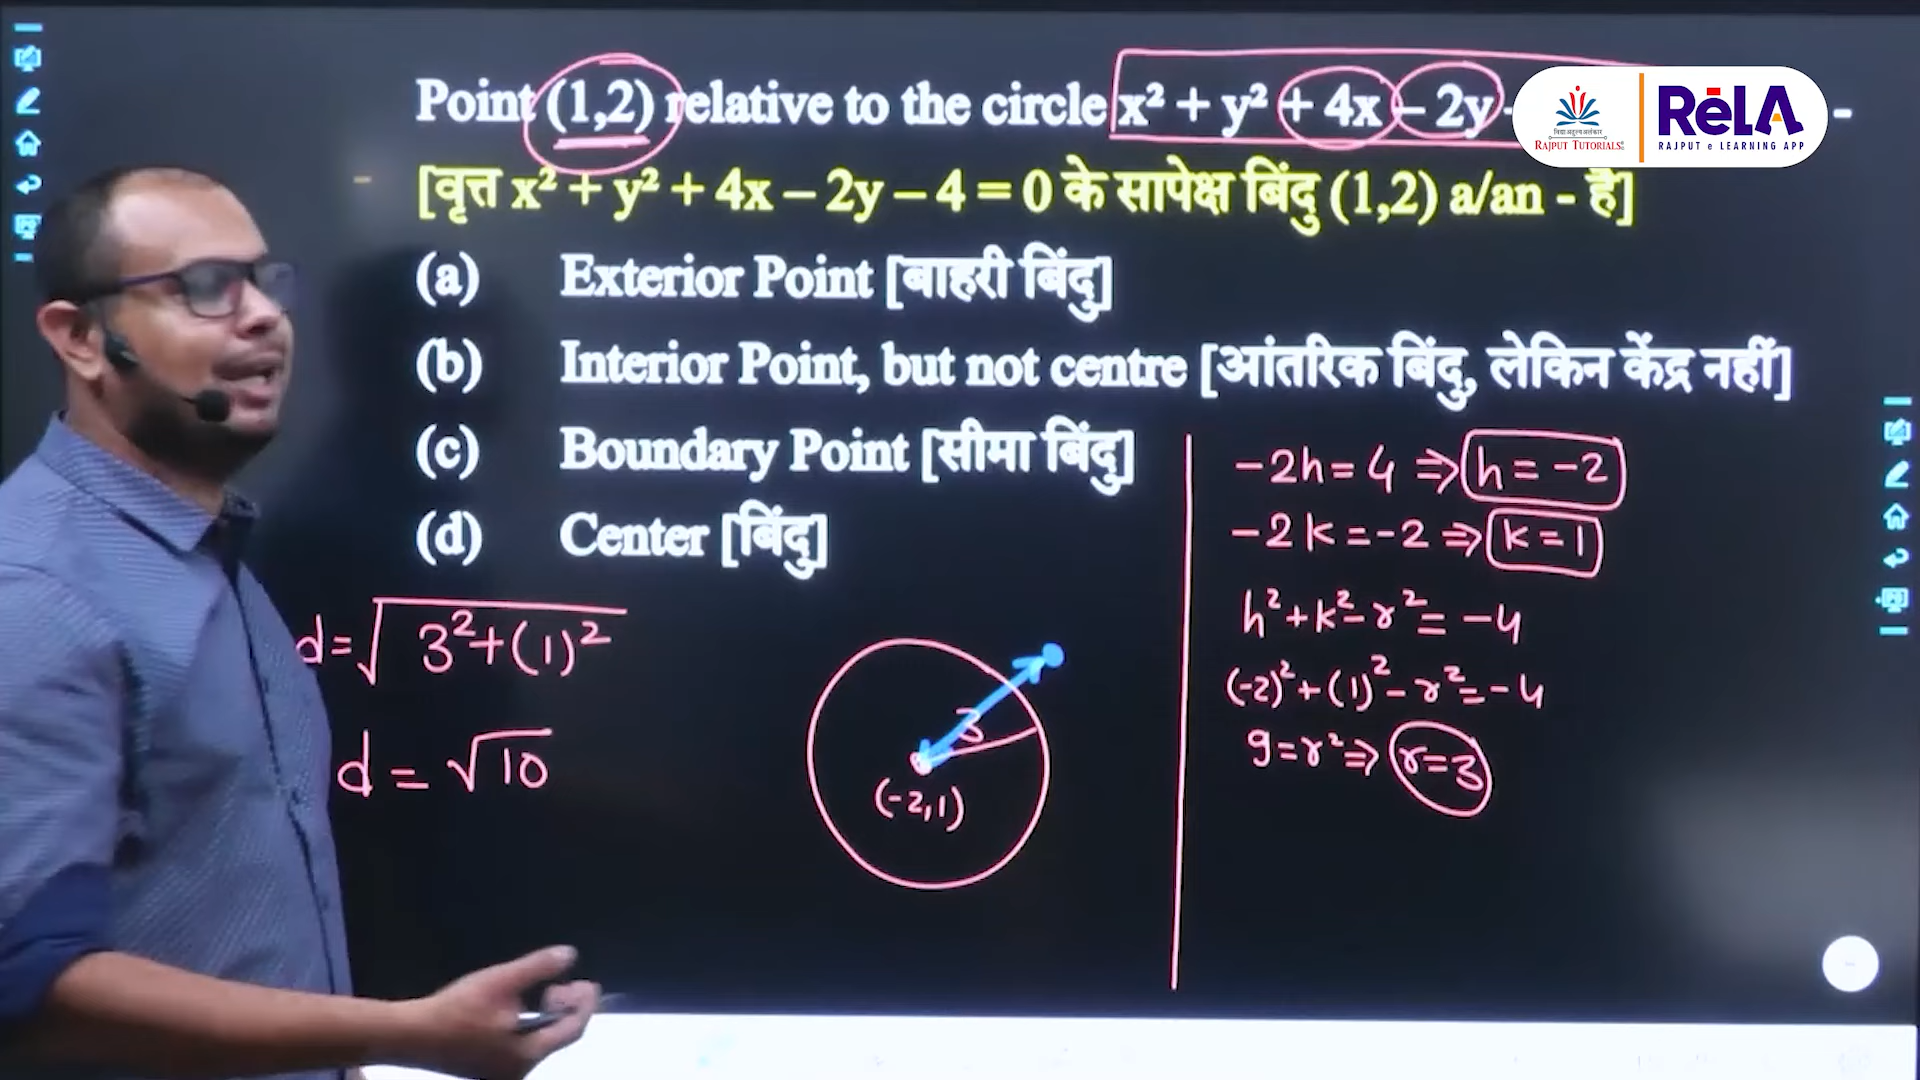 Point (1,2) relative to the circle x² + y² + 4x – 2y -
[वृत्त x² + y² + 4x – 2y – 4 = 0 के सापेक्ष बिंदु (1,2) a/an - है]
(a) Exterior Point [बाहरी बिंदु]
(b) Interior Point, but not centre [आंतरिक बिंदु, लेकिन केंद्र नहीं]
(c) Boundary Point [सीमा बिंदु]
(d) Center [बिंदु]
RAJPUT TUTORIALS
RēLA
RAJPUT e LEARNING APP
d=√3²+(1)²
d = √10
3
(-2,1)
-2h=4 ⇒ h=-2
-2k=-2 ⇒ k=1
h²+k²-r²=-4
(-2)²+(1)²-r²=-4
9=r² ⇒ r=3